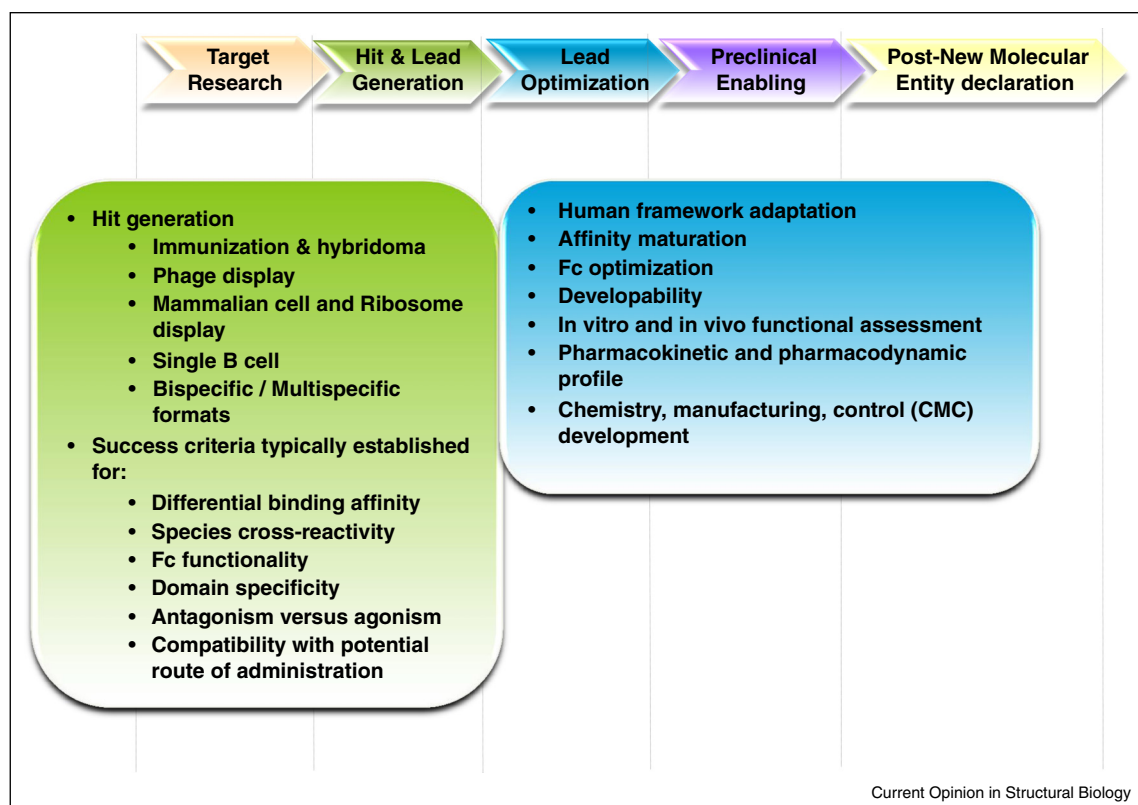 Target
Research
Hit & Lead
Generation
Lead
Optimization
Preclinical
Enabling
Post-New Molecular
Entity declaration
• Hit generation
• Immunization & hybridoma
• Phage display
• Mammalian cell and Ribosome
display
• Single B cell
• Bispecific / Multispecific
formats
• Success criteria typically established
for:
• Differential binding affinity
• Species cross-reactivity
• Fc functionality
• Domain specificity
• Antagonism versus agonism
• Compatibility with potential
route of administration
• Human framework adaptation
• Affinity maturation
• Fc optimization
• Developability
• In vitro and in vivo functional assessment
• Pharmacokinetic and pharmacodynamic
profile
• Chemistry, manufacturing, control (CMC)
development
Current Opinion in Structural Biology